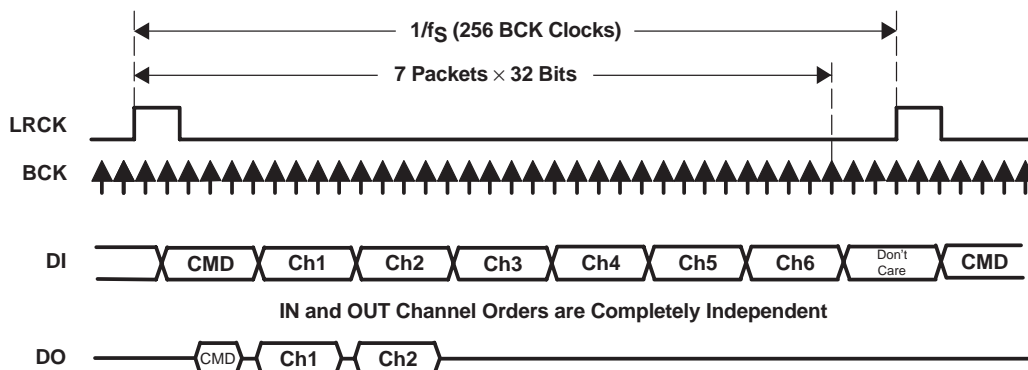 1/fS (256 BCK Clocks)
7 Packets × 32 Bits
LRCK
BCK
DI CMD Ch1 Ch2 Ch3 Ch4 Ch5 Ch6 Don't Care CMD
IN and OUT Channel Orders are Completely Independent
DO CMD Ch1 Ch2